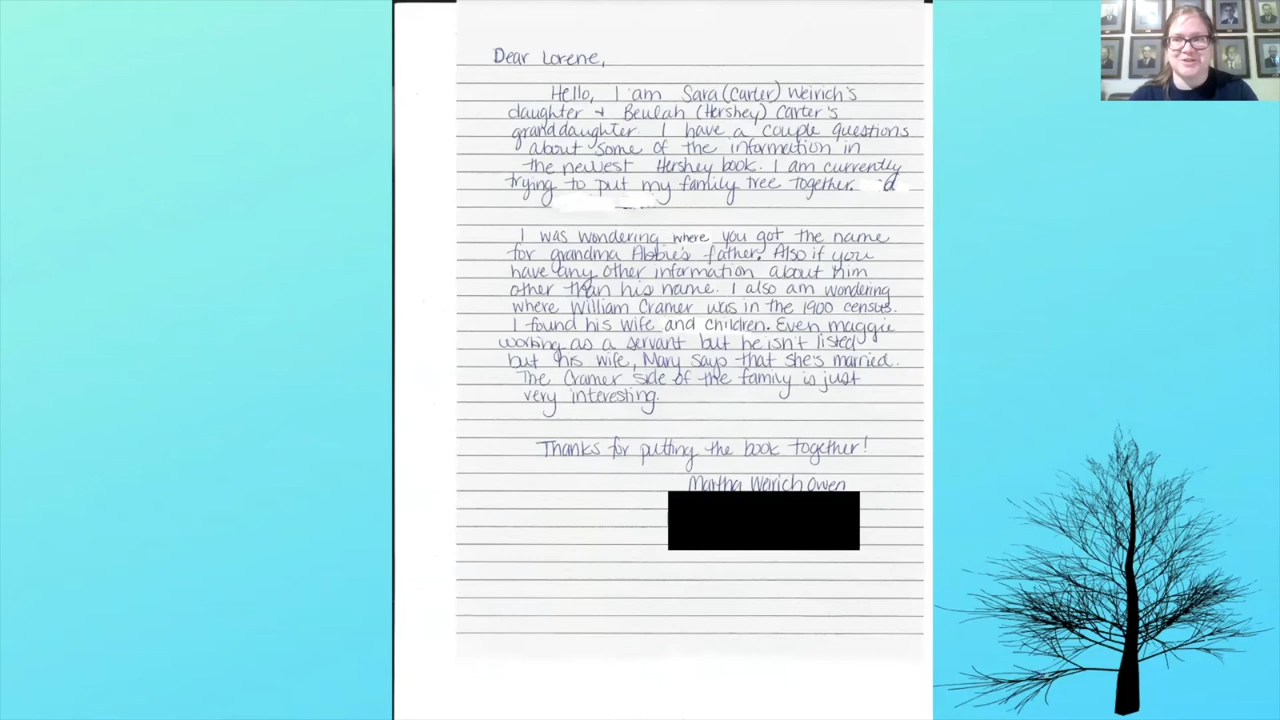 Dear Lorene,
Hello, I am Sara (Carter) Weirich's
daughter + Beulah (Hershey) Carter's
granddaughter. I have a couple questions
about some of the information in
the newest Hershey book. I am currently
trying to put my family tree together. d
I was wondering where you got the name
for grandma Abbie's father. Also if you
have any other information about him
other than his name. I also am wondering
where William Cramer was in the 1900 census.
I found his wife and children. Even maggie
working as a servant but he isn't listed
but his wife, Mary says that she's married.
The Cramer side of the family is just
very interesting.
Thanks for putting the book together!
Martha Weirich Owen